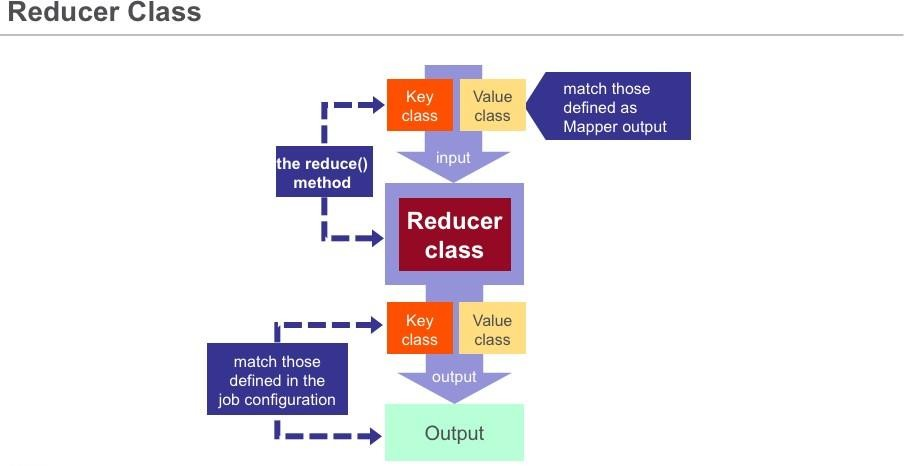 Reducer Class
Key
class
Value
class
match those
defined as
Mapper output
input
the reduce()
method
Reducer
class
Key
class
Value
class
match those
defined in the
job configuration
output
Output